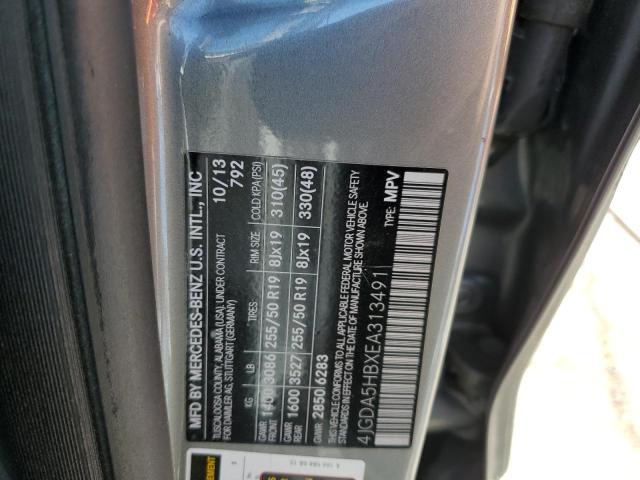 MFD BY MERCEDES-BENZ U.S. INTL., INC
TUSCALOOSA COUNTY, ALABAMA (USA), UNDER CONTRACT 10/13
FOR DAIMLER AG, STUTTGART (GERMANY) 792
KG LB TIRES RIM SIZE COLD KPA(PSI)
GAWR FRONT 1400 3086 255/50 R19 8Jx19 310(45)
GAWR REAR 1600 3527 255/50 R19 8Jx19 330(48)
GVWR 2850 6283
THIS VEHICLE CONFORMS TO ALL APPLICABLE FEDERAL MOTOR VEHICLE SAFETY
STANDARDS IN EFFECT ON THE DATE OF MANUFACTURE SHOWN ABOVE.
4JGDA5HBXEA313491 TYPE: MPV